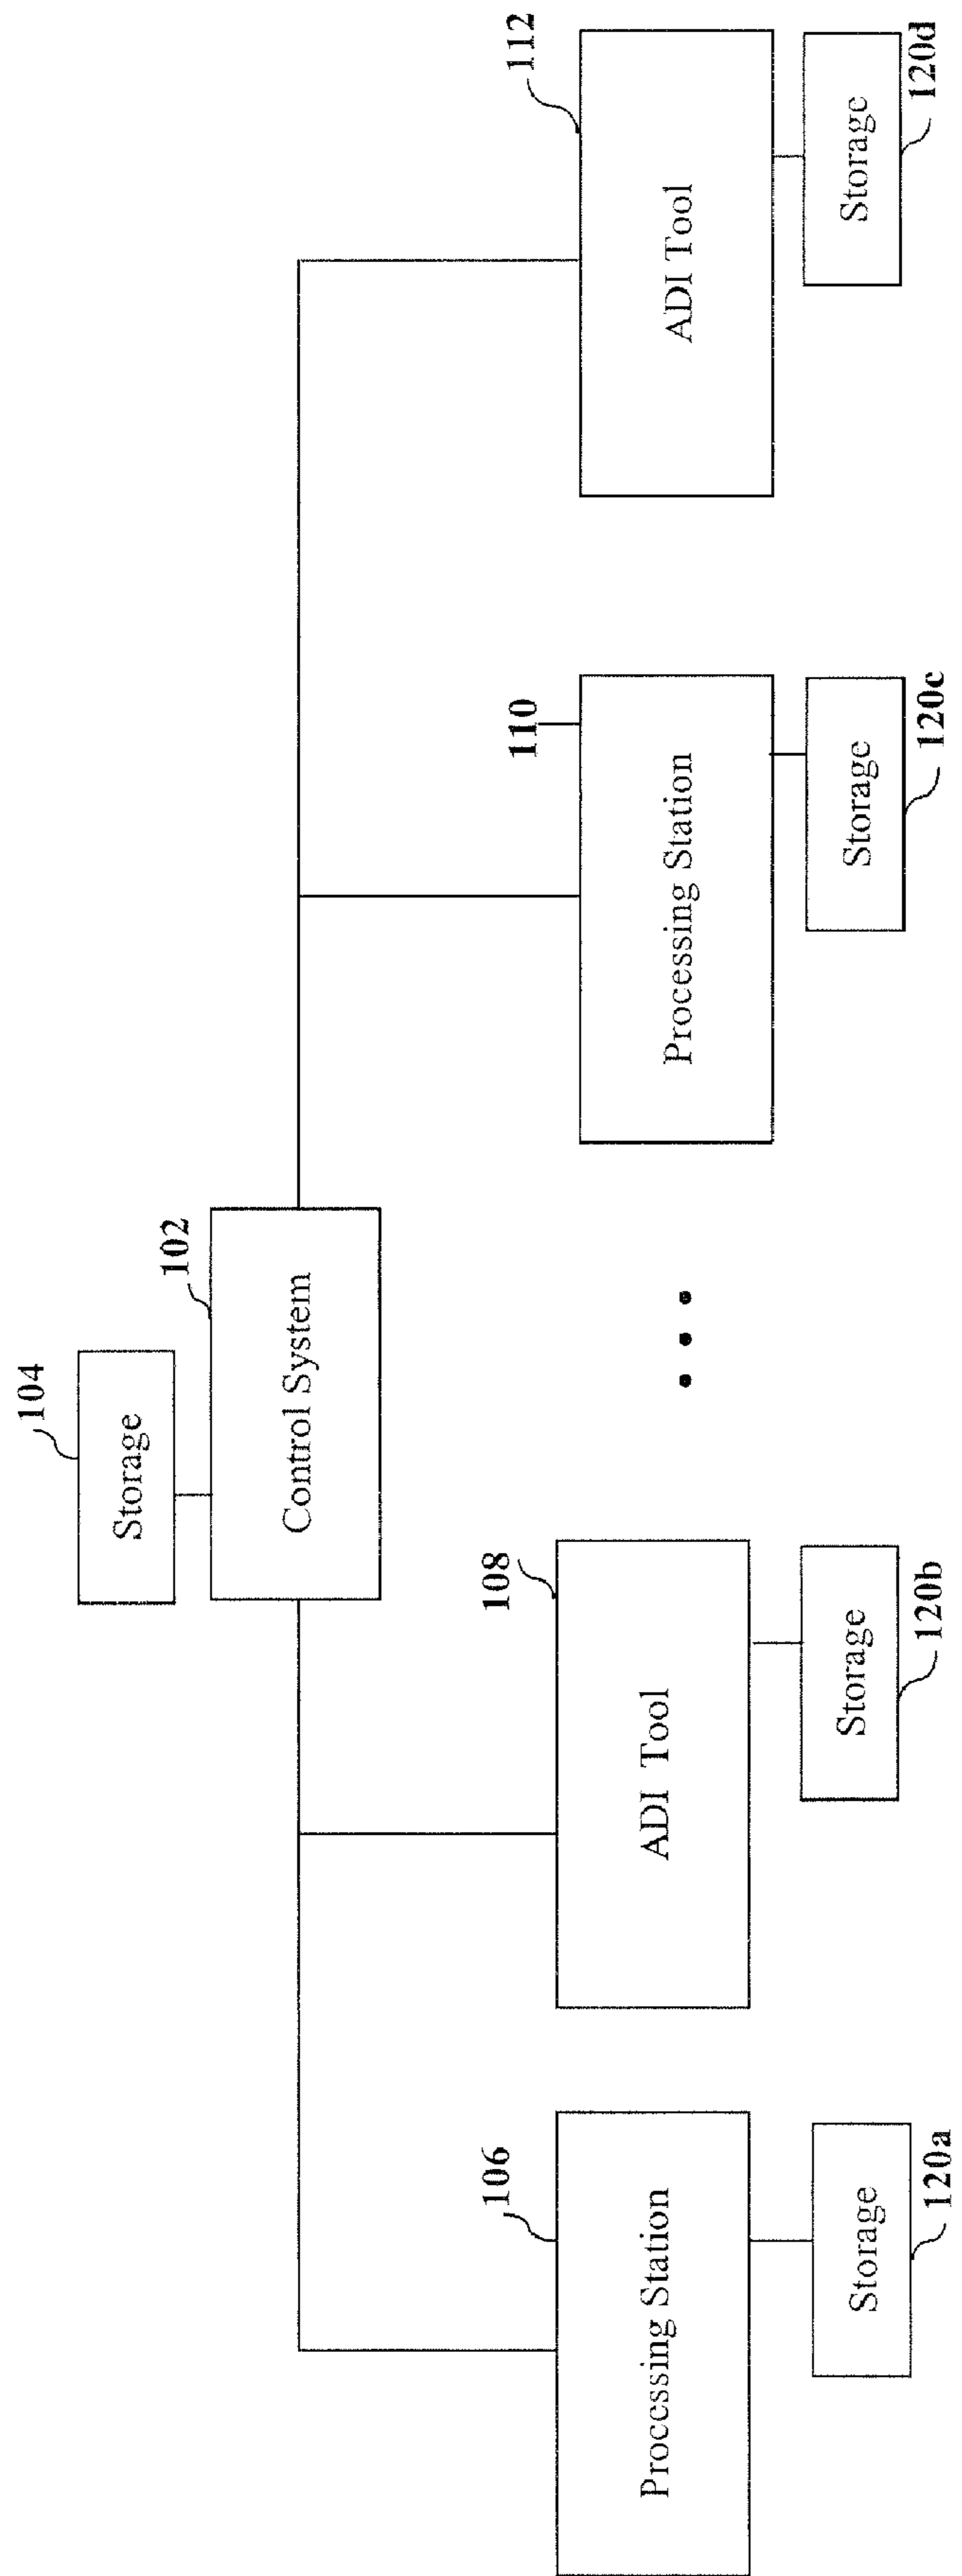 104
Storage
102
Control System
106
Processing Station
108
ADI Tool
110
Processing Station
112
ADI Tool
Storage
120a
Storage
120b
Storage
120c
Storage
120d